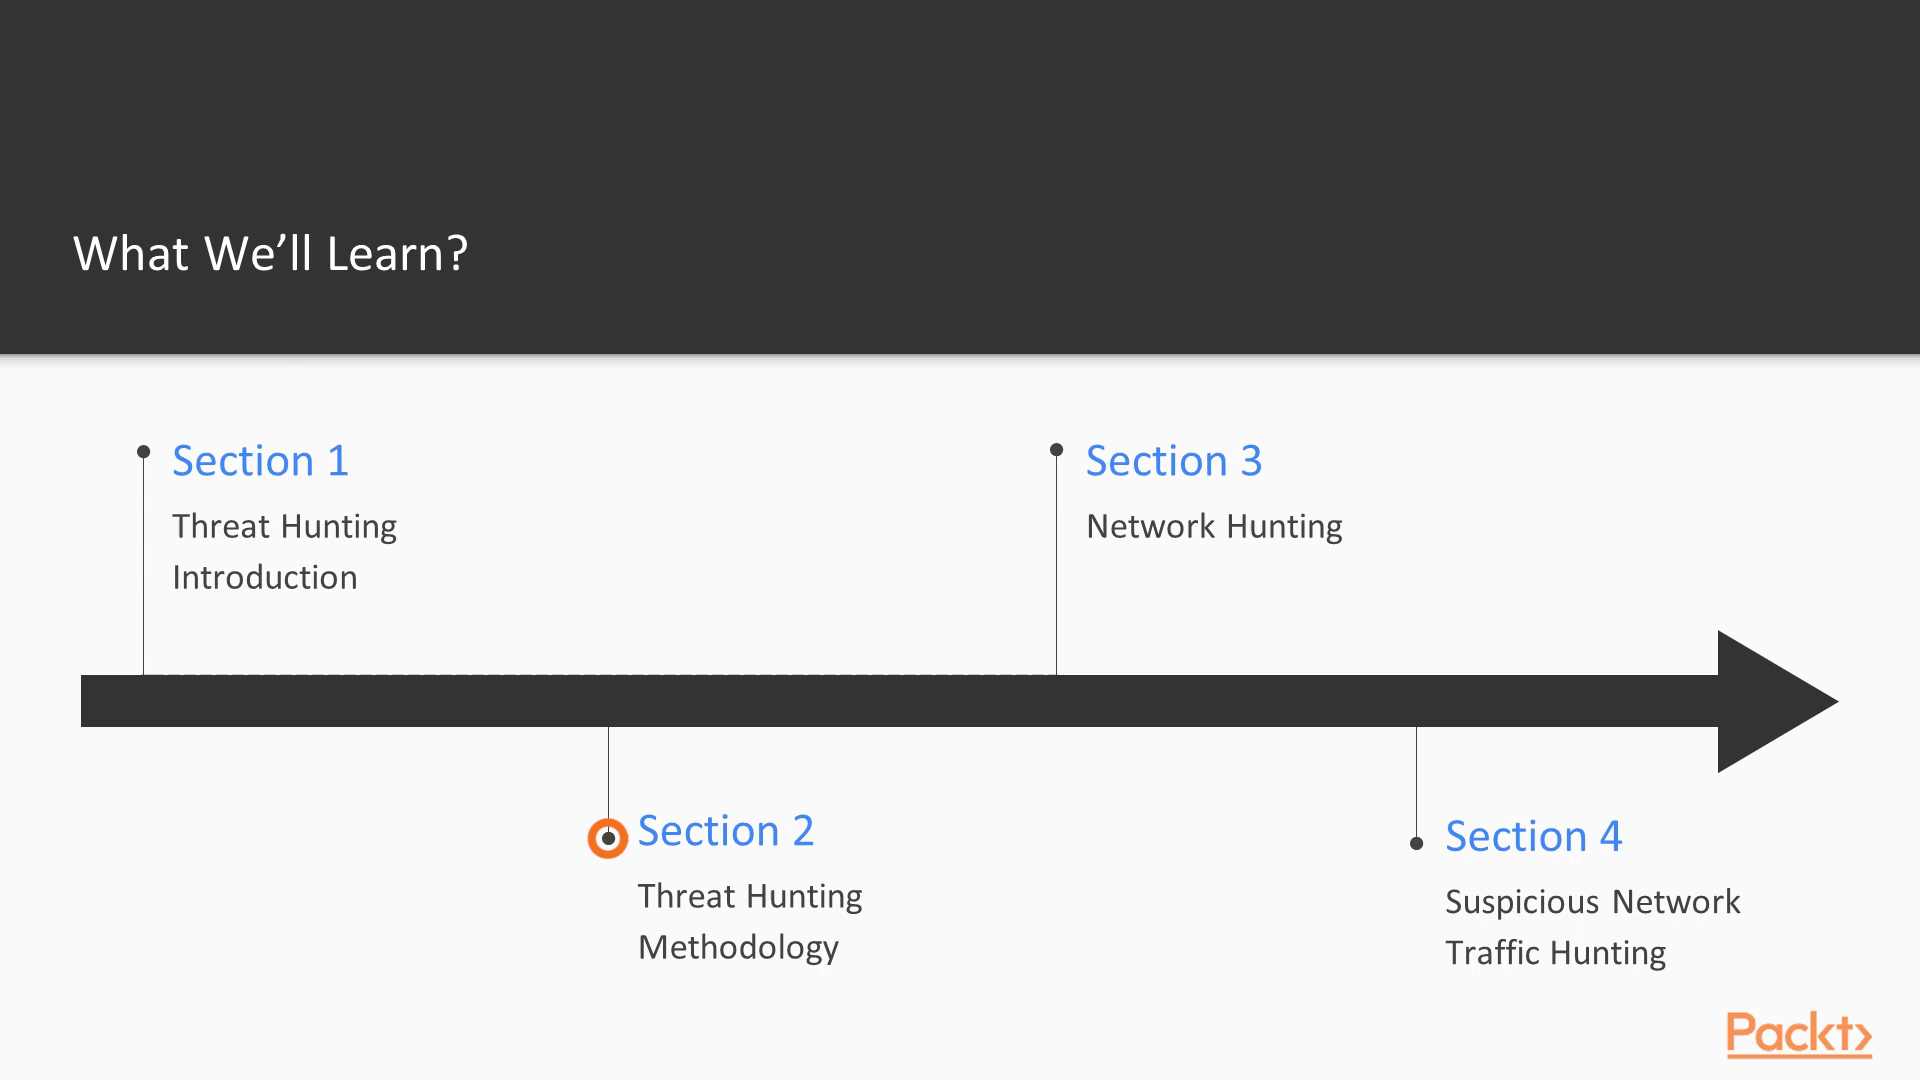 What We’ll Learn?
Section 1
Threat Hunting
Introduction
Section 3
Network Hunting
Section 2
Threat Hunting
Methodology
Section 4
Suspicious Network
Traffic Hunting
Packt>